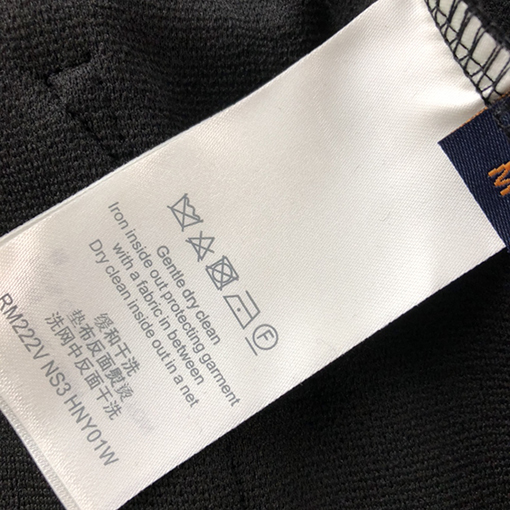 F
Gentle dry clean
Iron inside out protecting garment
with a fabric in between
Dry clean inside out in a net
缓和干洗
垫布反面熨烫
洗网中反面干洗
RM222V NS3 HNY01W